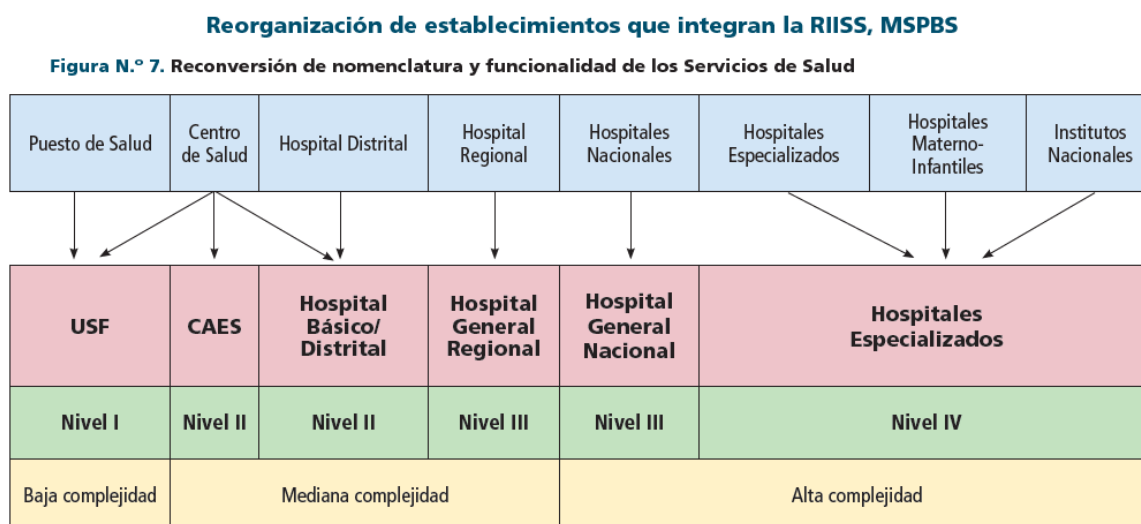 Reorganización de establecimientos que integran la RIISS, MSPBS
Figura N.º 7. Reconversión de nomenclatura y funcionalidad de los Servicios de Salud
Puesto de Salud
Centro
de Salud
Hospital Distrital
Hospital
Regional
Hospitales
Nacionales
Hospitales
Especializados
Hospitales
Materno-
Infantiles
Institutos
Nacionales
USF
CAES
Hospital
Básico/
Distrital
Hospital
General
Regional
Hospital
General
Nacional
Hospitales
Especializados
Nivel I
Nivel II
Nivel II
Nivel III
Nivel III
Nivel IV
Baja complejidad
Mediana complejidad
Alta complejidad